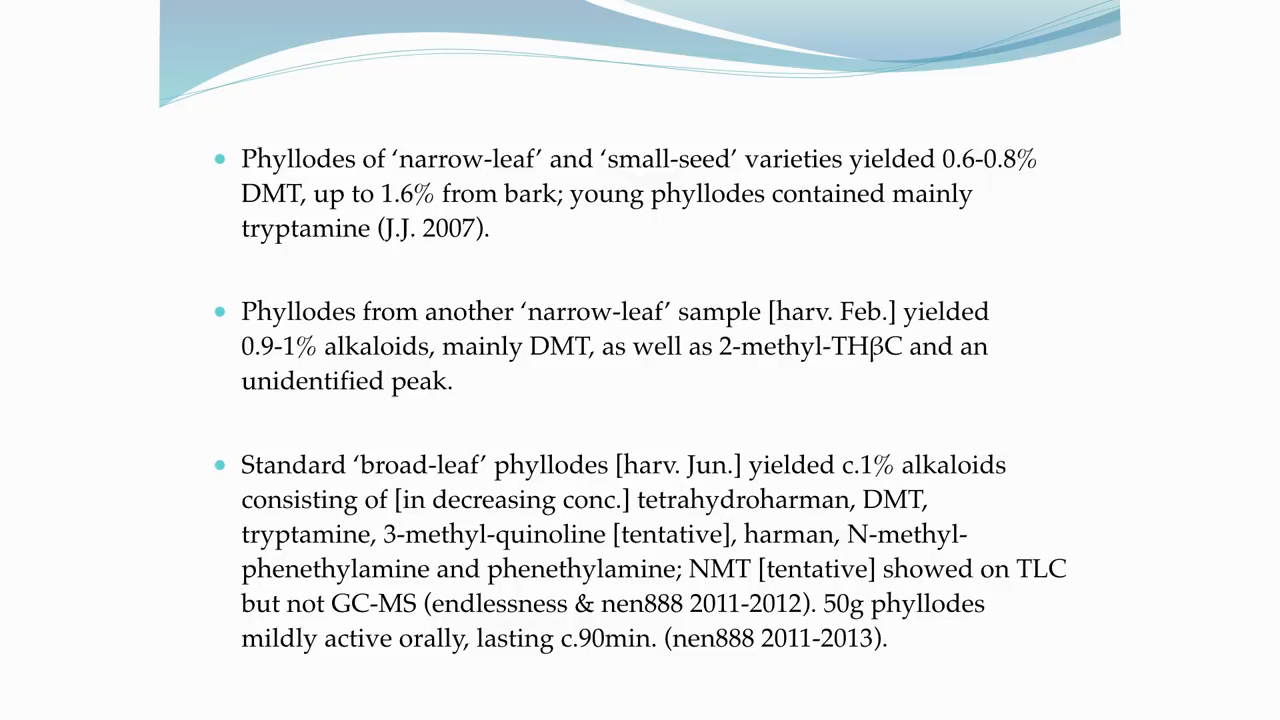 • Phyllodes of ‘narrow-leaf’ and ‘small-seed’ varieties yielded 0.6-0.8%
DMT, up to 1.6% from bark; young phyllodes contained mainly
tryptamine (J.J. 2007).
• Phyllodes from another ‘narrow-leaf’ sample [harv. Feb.] yielded
0.9-1% alkaloids, mainly DMT, as well as 2-methyl-THβC and an
unidentified peak.
• Standard ‘broad-leaf’ phyllodes [harv. Jun.] yielded c.1% alkaloids
consisting of [in decreasing conc.] tetrahydroharman, DMT,
tryptamine, 3-methyl-quinoline [tentative], harman, N-methyl-
phenethylamine and phenethylamine; NMT [tentative] showed on TLC
but not GC-MS (endlessness & nen888 2011-2012). 50g phyllodes
mildly active orally, lasting c.90min. (nen888 2011-2013).